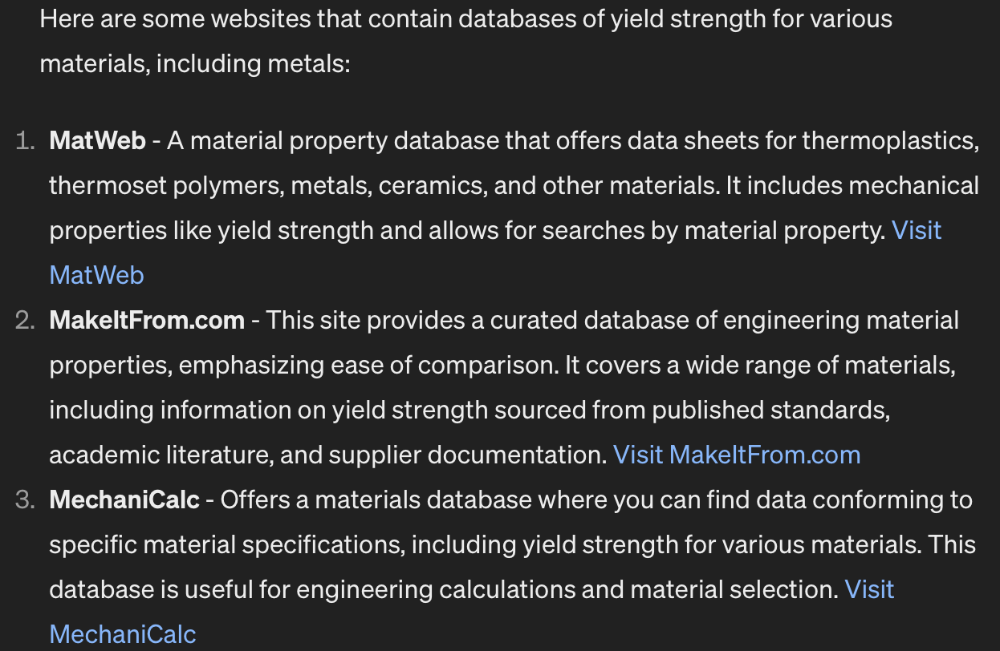 Here are some websites that contain databases of yield strength for various
materials, including metals:
1. MatWeb - A material property database that offers data sheets for thermoplastics,
thermoset polymers, metals, ceramics, and other materials. It includes mechanical
properties like yield strength and allows for searches by material property. Visit
MatWeb
2. MakeItFrom.com - This site provides a curated database of engineering material
properties, emphasizing ease of comparison. It covers a wide range of materials,
including information on yield strength sourced from published standards,
academic literature, and supplier documentation. Visit MakeItFrom.com
3. MechaniCalc - Offers a materials database where you can find data conforming to
specific material specifications, including yield strength for various materials. This
database is useful for engineering calculations and material selection. Visit
MechaniCalc